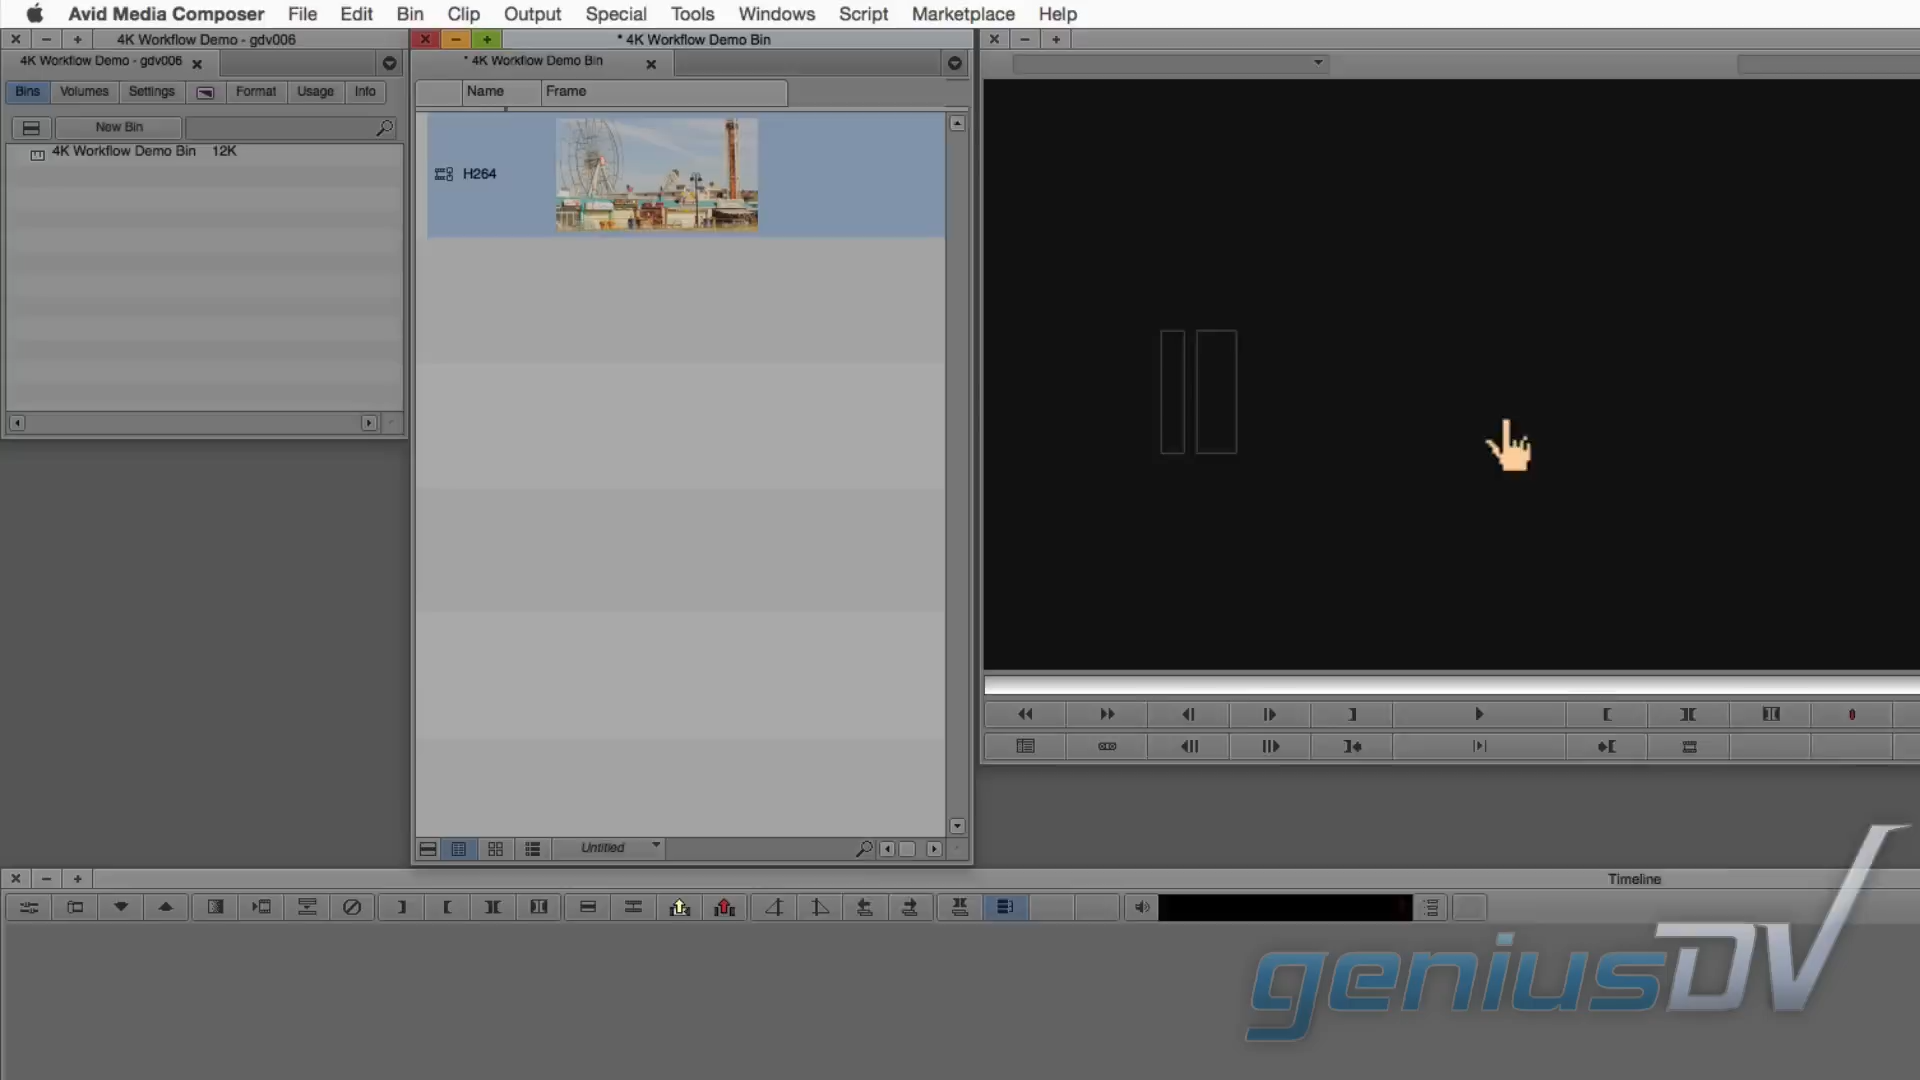 Avid Media Composer File Edit Bin Clip Output Special Tools Windows Marketplace Script Help
4K Workflow Demo - gdv006
* 4K Workflow Demo Bin
4K Workflow Demo - gdv006
* 4K Workflow Demo Bin
Bins Volumes Settings Format Usage Info
Name Frame
New Bin
4K Workflow Demo Bin 12K
H264
Untitled
Timeline
geniusDV